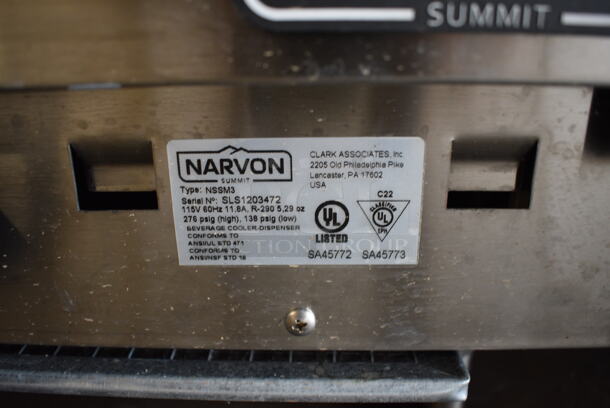 SUMMIT
NARVON
SUMMIT
CLARK ASSOCIATES, Inc
2205 Old Philadelphia Pike
Lancaster, PA 17602
USA
Type: NSSM3
Serial Nº: SLS1203472
115V 60Hz 11.8A, R-290 5,29 oz
276 psig (high), 138 psig (low)
BEVERAGE COOLER-DISPENSER
CONFORMS TO
ANSI/UL STD 471
CONFORMS TO
ANSI/NSF STD 18
UL
LISTED
SA45772
C22
CLASSIFIED
UL
EPH
SA45773